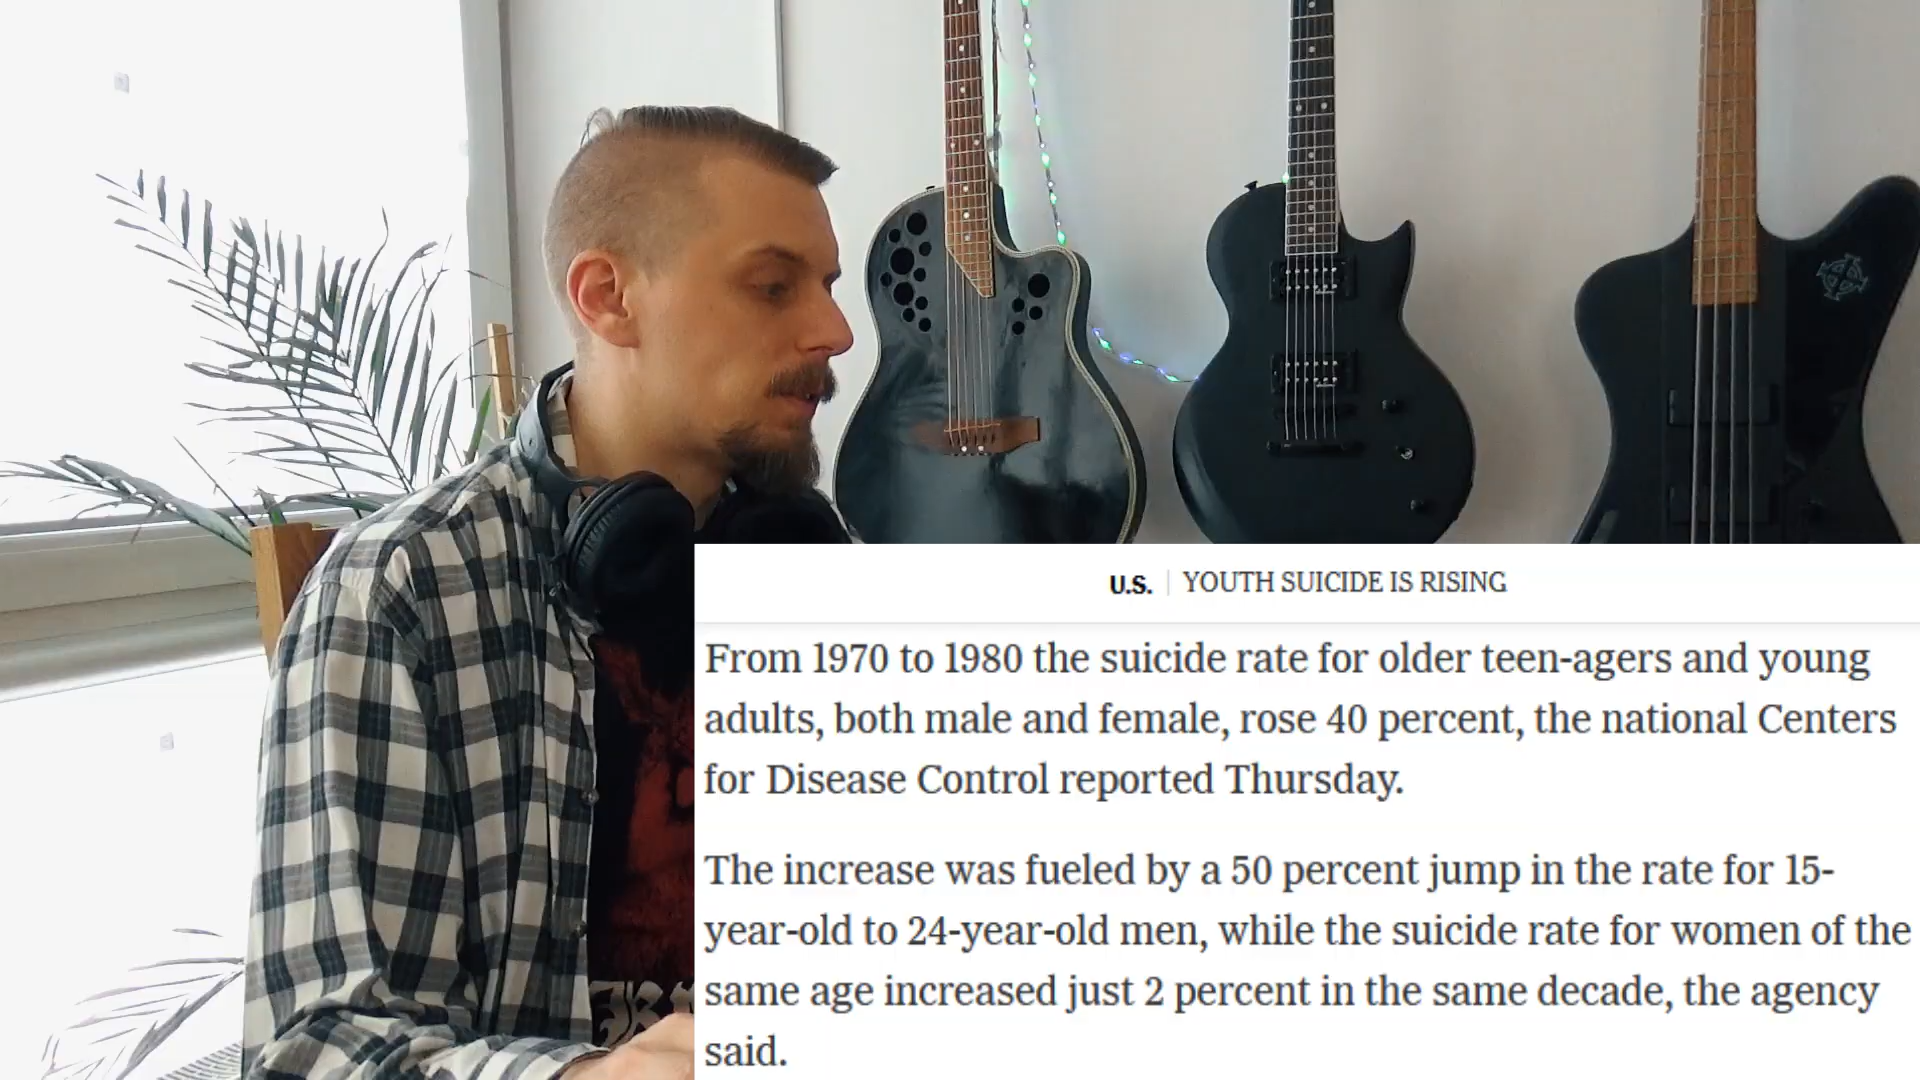 U.S. | YOUTH SUICIDE IS RISING
From 1970 to 1980 the suicide rate for older teen-agers and young
adults, both male and female, rose 40 percent, the national Centers
for Disease Control reported Thursday.
The increase was fueled by a 50 percent jump in the rate for 15-
year-old to 24-year-old men, while the suicide rate for women of the
same age increased just 2 percent in the same decade, the agency
said.